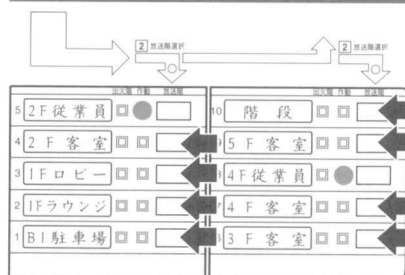 2 放送階選択
2 放送階選択
出火階 作動 放送階
5 2F従業員
4 2F客室
3 1Fロビー
2 1Fラウンジ
1 B1駐車場
出火階 作動 放送階
10 階段
5F客室
4F従業員
4F客室
3F客室